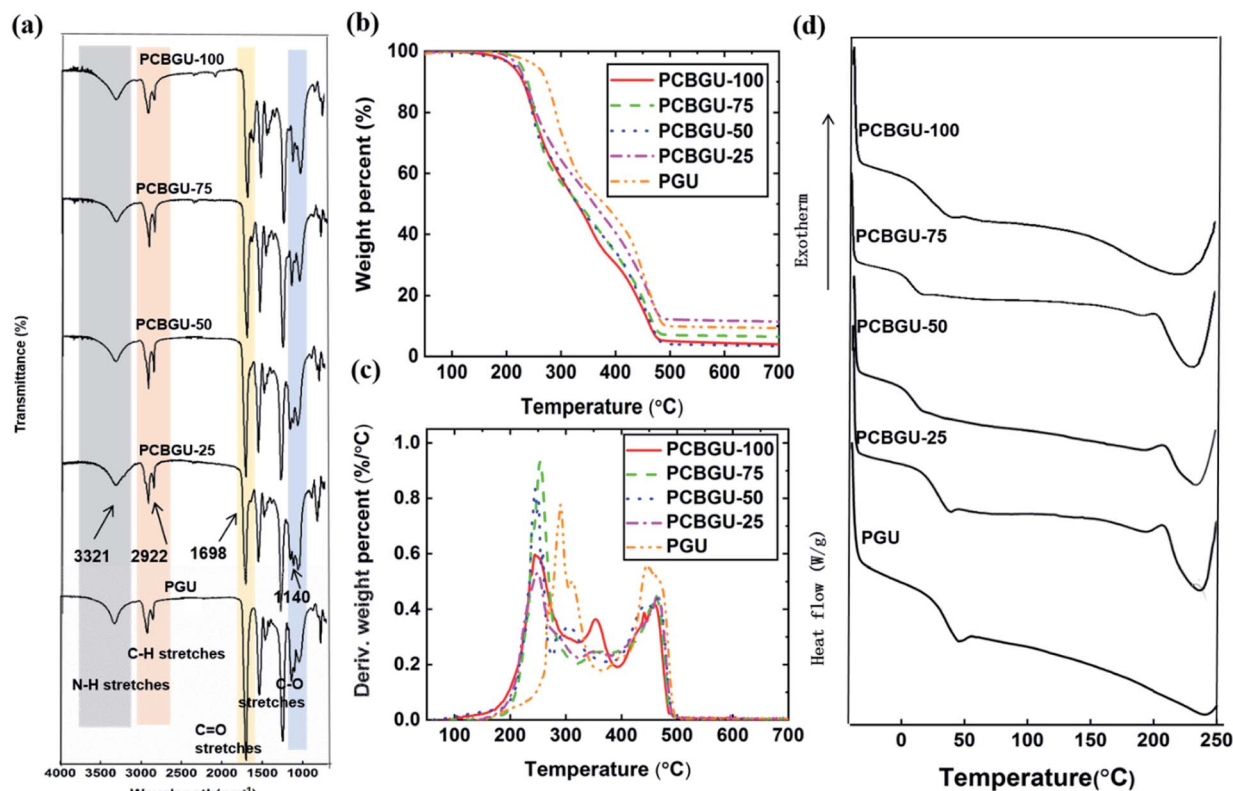 (a)
PCBGU-100
PCBGU-75
PCBGU-50
PCBGU-25
3321 2922 1698
1140
PGU
C-H stretches
N-H stretches
C-O
stretches
C=O
stretches
Transmittance (%)
4000 3500 3000 2500 2000 1500 1000
(b)
100
80
60
40
20
0
Weight percent (%)
PCBGU-100
PCBGU-75
PCBGU-50
PCBGU-25
PGU
100 200 300 400 500 600 700
Temperature (°C)
(c)
1.0
0.8
0.6
0.4
0.2
0.0
Deriv. weight percent (%/°C)
PCBGU-100
PCBGU-75
PCBGU-50
PCBGU-25
PGU
100 200 300 400 500 600 700
Temperature (°C)
(d)
PCBGU-100
PCBGU-75
PCBGU-50
PCBGU-25
PGU
Exotherm
Heat flow (W/g)
0 50 100 150 200 250
Temperature(°C)